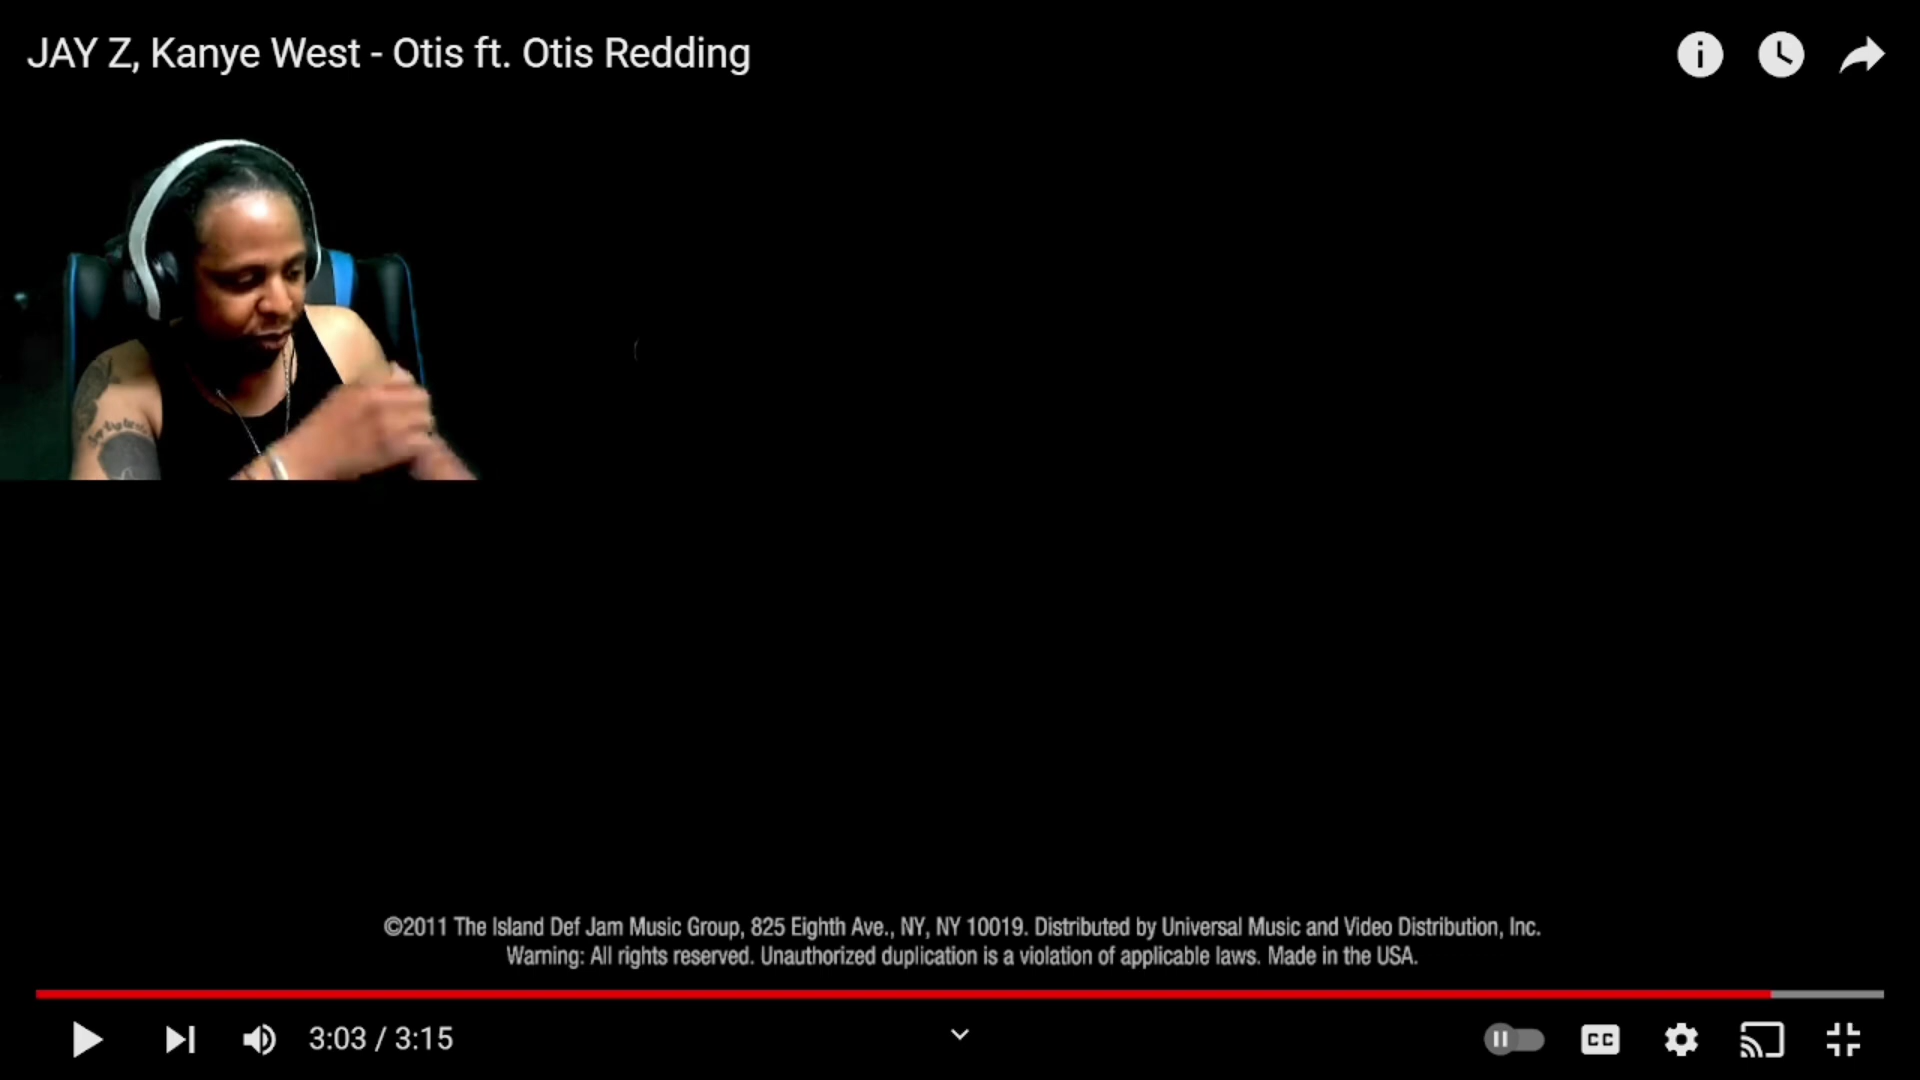 JAY Z, Kanye West - Otis ft. Otis Redding
©2011 The Island Def Jam Music Group, 825 Eighth Ave., NY, NY 10019. Distributed by Universal Music and Video Distribution, Inc.
Warning: All rights reserved. Unauthorized duplication is a violation of applicable laws. Made in the USA.
3:03 / 3:15
CC